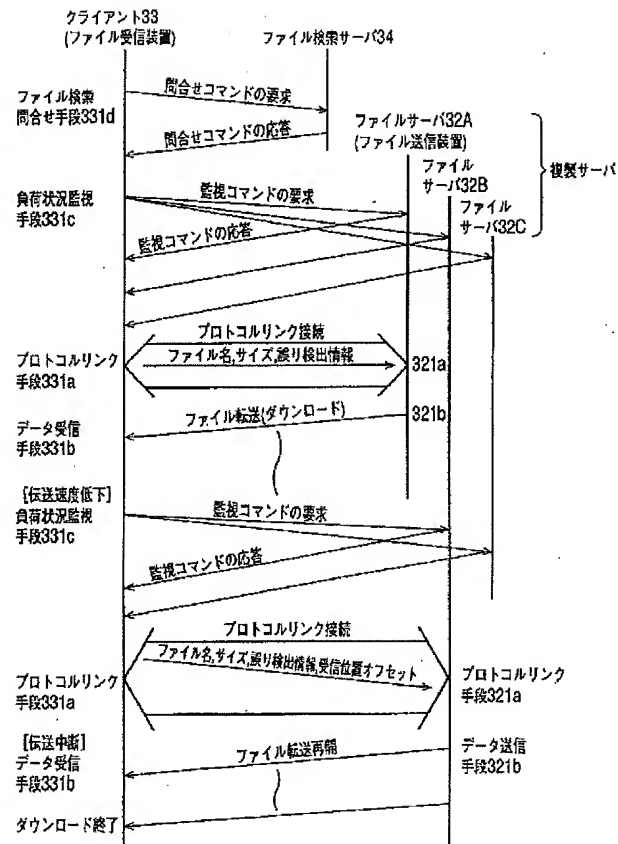 クライアント33
(ファイル受信装置)
ファイル検索サーバ34
ファイル検索
問合せ手段331d
問合せコマンドの要求
問合せコマンドの応答
ファイルサーバ32A
(ファイル送信装置)
ファイル
サーバ32B
ファイル
サーバ32C
複製サーバ
負荷状況監視
手段331c
監視コマンドの要求
監視コマンドの応答
プロトコルリンク接続
プロトコルリンク
手段331a
ファイル名,サイズ,誤り検出情報
321a
データ受信
手段331b
ファイル転送(ダウンロード)
321b
[伝送速度低下]
負荷状況監視
手段331c
監視コマンドの要求
監視コマンドの応答
プロトコルリンク接続
ファイル名,サイズ,誤り検出情報,受信位置オフセット
プロトコルリンク
手段331a
プロトコルリンク
手段321a
[伝送中断]
データ受信
手段331b
ファイル転送再開
データ送信
手段321b
ダウンロード終了